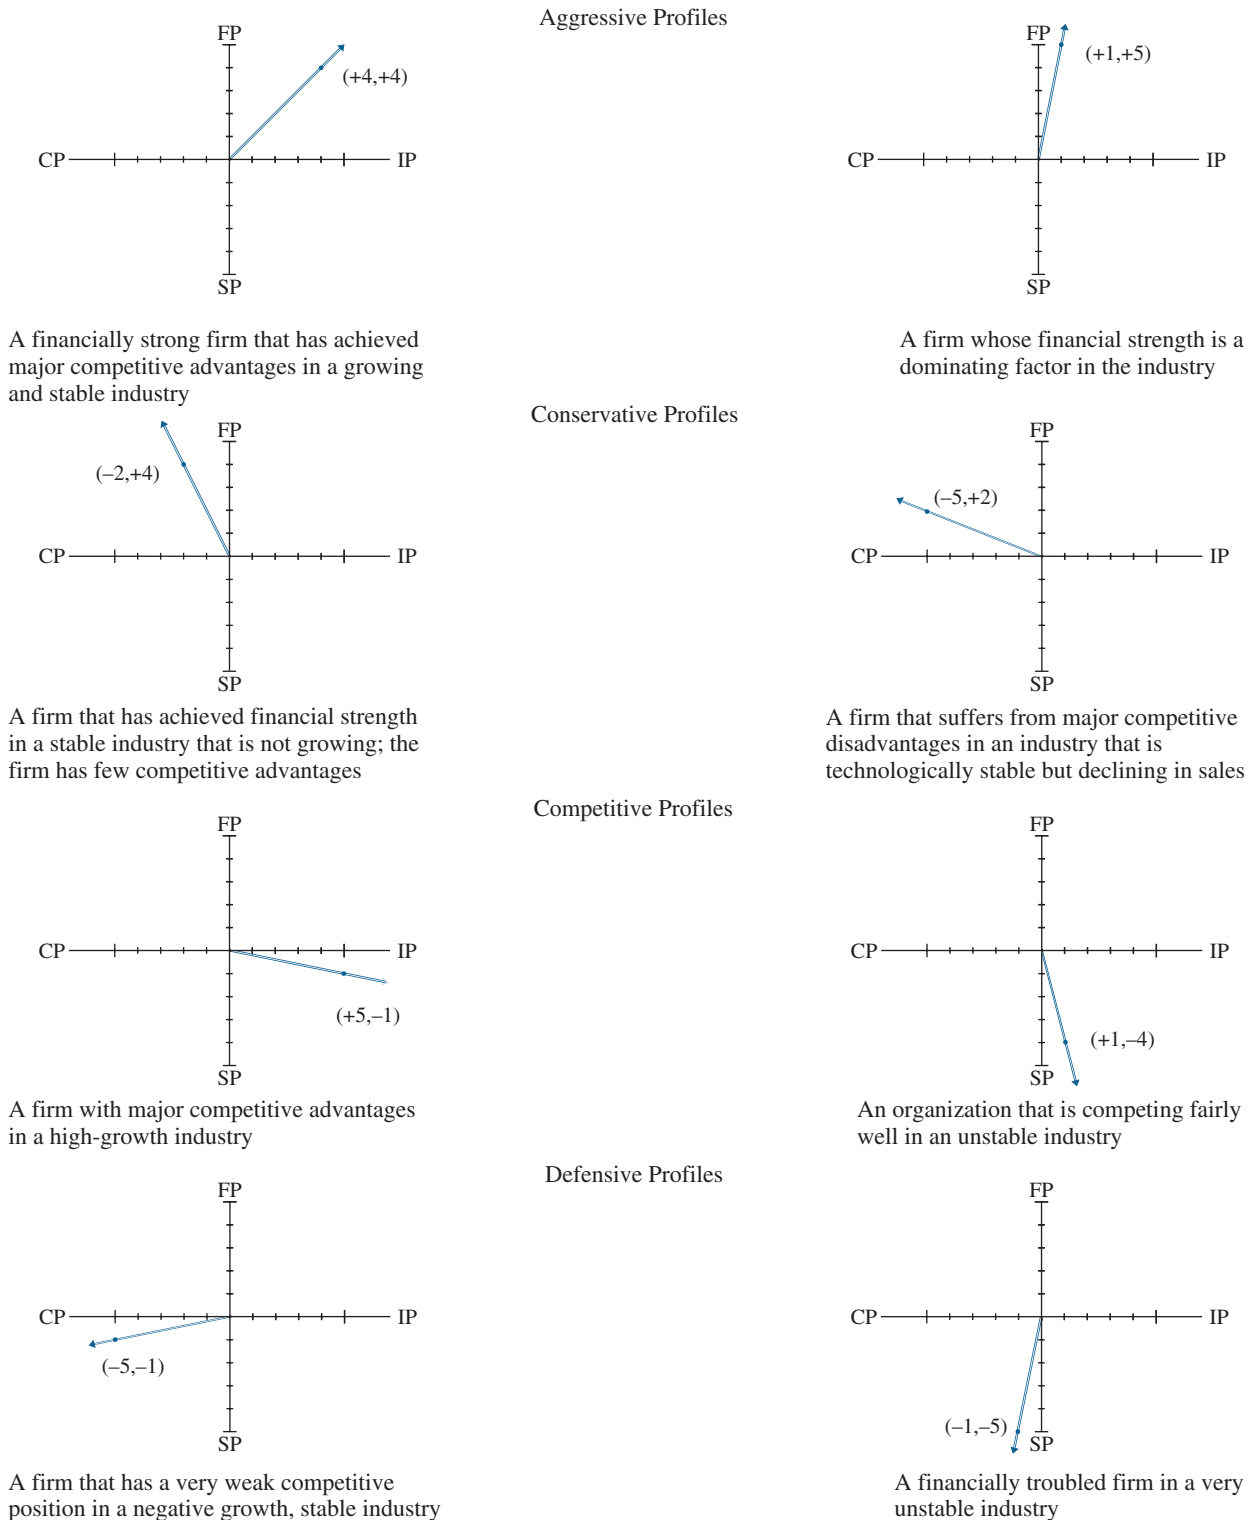 Aggressive Profiles
FP
(+4,+4)
CP
IP
SP
A financially strong firm that has achieved
major competitive advantages in a growing
and stable industry
FP
(+1,+5)
CP
IP
SP
A firm whose financial strength is a
dominating factor in the industry
Conservative Profiles
FP
(–2,+4)
CP
IP
SP
A firm that has achieved financial strength
in a stable industry that is not growing; the
firm has few competitive advantages
FP
(–5,+2)
CP
IP
SP
A firm that suffers from major competitive
disadvantages in an industry that is
technologically stable but declining in sales
Competitive Profiles
FP
CP
IP
(+5,–1)
SP
A firm with major competitive advantages
in a high-growth industry
FP
CP
IP
(+1,–4)
SP
An organization that is competing fairly
well in an unstable industry
Defensive Profiles
FP
CP
IP
(–5,–1)
SP
A firm that has a very weak competitive
position in a negative growth, stable industry
FP
CP
IP
(–1,–5)
SP
A financially troubled firm in a very
unstable industry